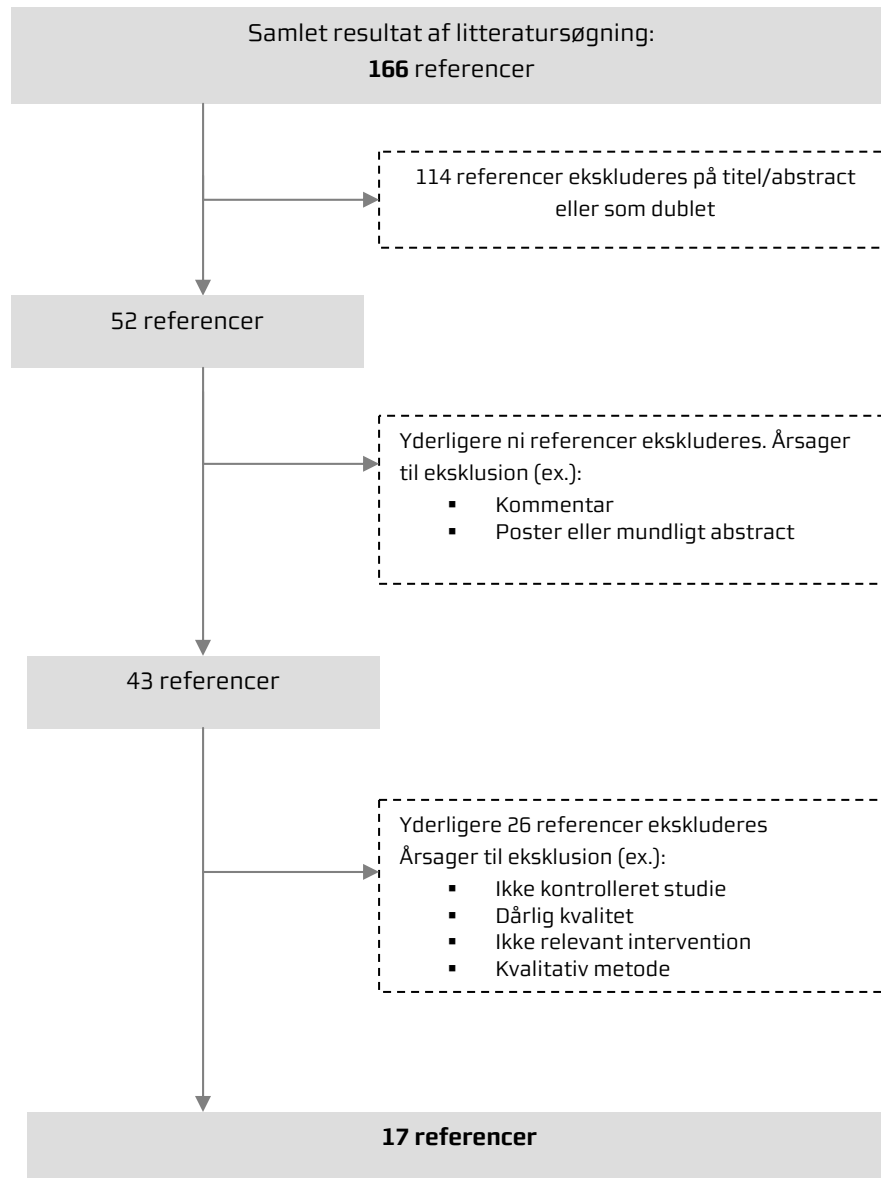 Samlet resultat af litteratursøgning:
166 referencer
114 referencer ekskluderes på titel/abstract
eller som dublet
52 referencer
Yderligere ni referencer ekskluderes. Årsager
til eksklusion (ex.):
▪ Kommentar
▪ Poster eller mundligt abstract
43 referencer
Yderligere 26 referencer ekskluderes
Årsager til eksklusion (ex.):
▪ Ikke kontrolleret studie
▪ Dårlig kvalitet
▪ Ikke relevant intervention
▪ Kvalitativ metode
17 referencer